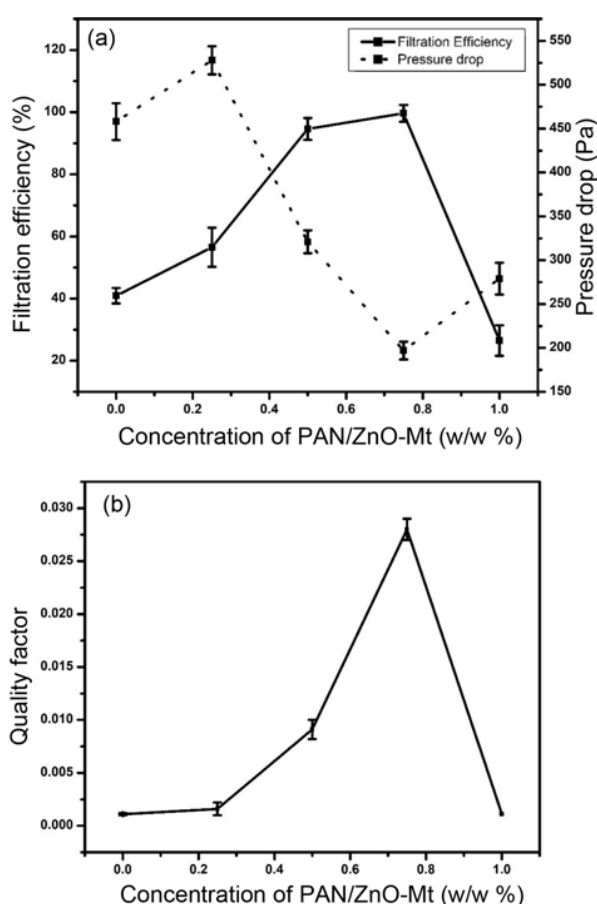 (a)
Filtration Efficiency
Pressure drop
Filtration efficiency (%)
120
100
80
60
40
20
Pressure drop (Pa)
550
500
450
400
350
300
250
200
150
0.0 0.2 0.4 0.6 0.8 1.0
Concentration of PAN/ZnO-Mt (w/w %)
(b)
Quality factor
0.030
0.025
0.020
0.015
0.010
0.005
0.000
0.0 0.2 0.4 0.6 0.8 1.0
Concentration of PAN/ZnO-Mt (w/w %)